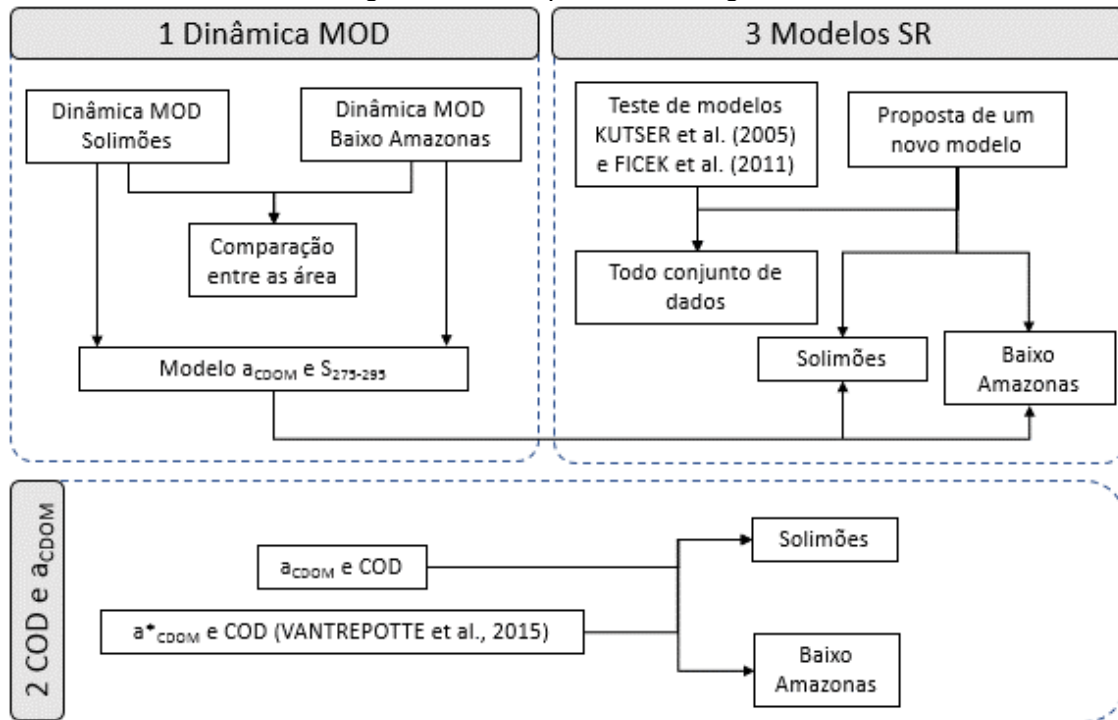 1 Dinâmica MOD
Dinâmica MOD
Solimões
Dinâmica MOD
Baixo Amazonas
Comparação
entre as área
Modelo aCDOM e S275-295
3 Modelos SR
Teste de modelos
KUTSER et al. (2005)
e FICEK et al. (2011)
Proposta de um
novo modelo
Todo conjunto de
dados
Solimões
Baixo
Amazonas
2 COD e aCDOM
aCDOM e COD
a*CDOM e COD (VANTREPOTTE et al., 2015)
Solimões
Baixo
Amazonas